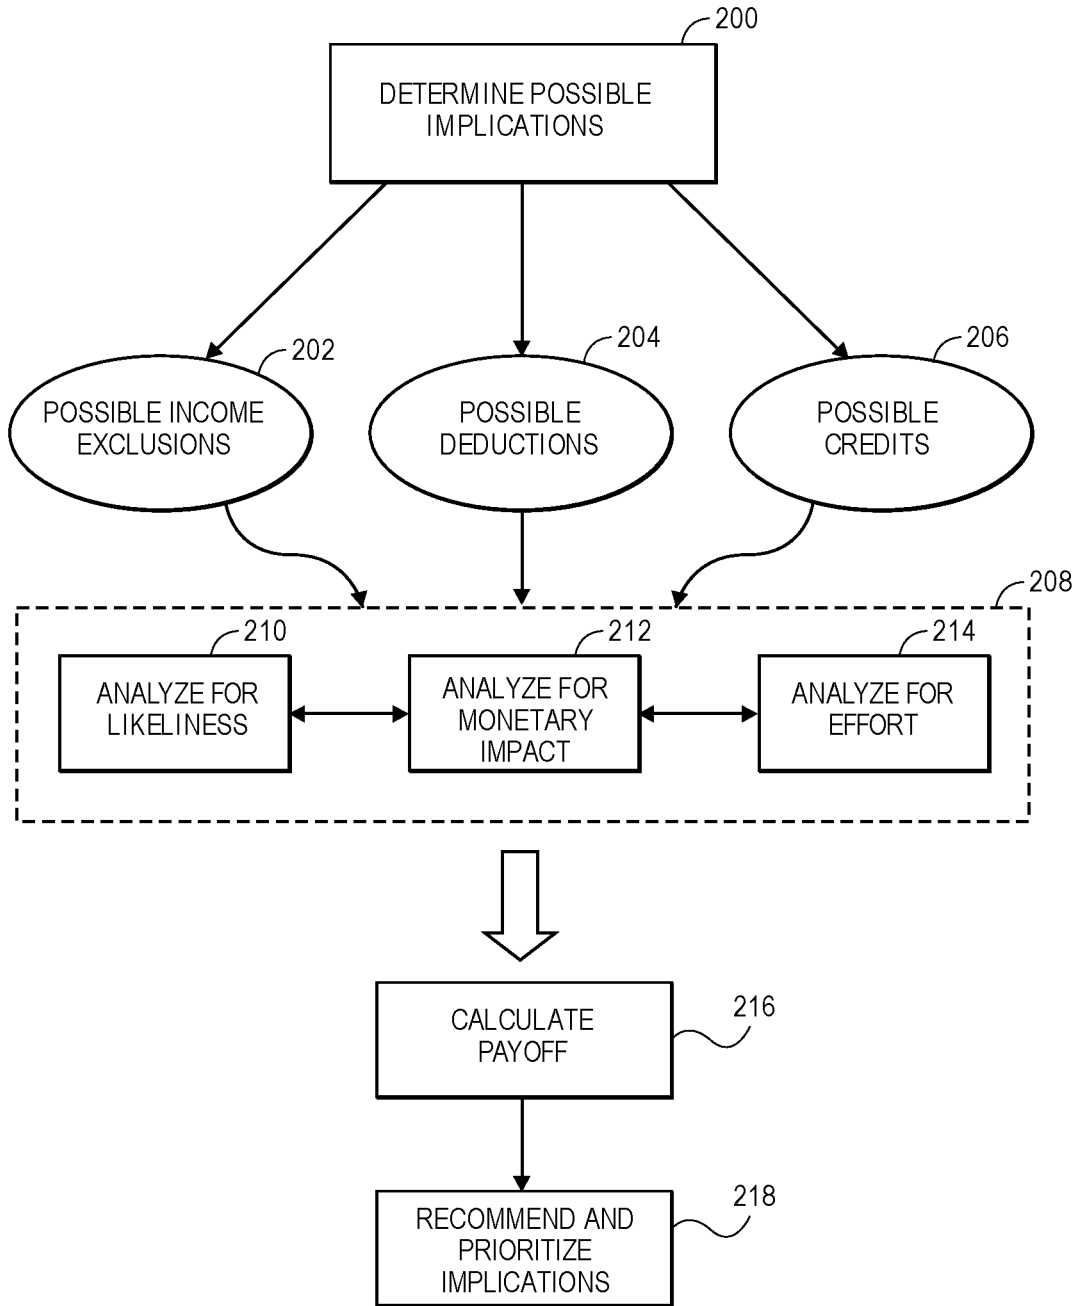 200
DETERMINE POSSIBLE
IMPLICATIONS
202
204
206
POSSIBLE INCOME
EXCLUSIONS
POSSIBLE
DEDUCTIONS
POSSIBLE
CREDITS
208
210
212
214
ANALYZE FOR
LIKELINESS
ANALYZE FOR
MONETARY
IMPACT
ANALYZE FOR
EFFORT
CALCULATE
PAYOFF
216
RECOMMEND AND
PRIORITIZE
IMPLICATIONS
218